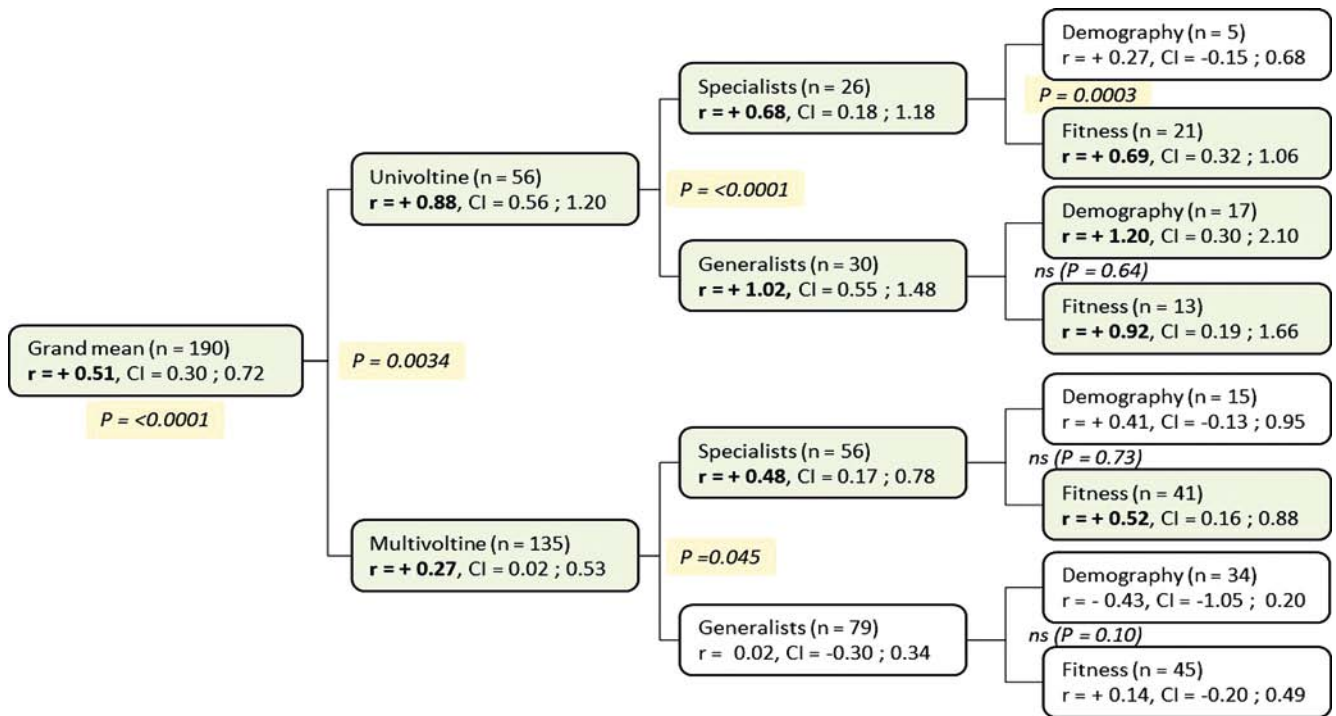 Grand mean (n = 190)
r = + 0.51, CI = 0.30 ; 0.72
P = <0.0001
P = 0.0034
Univoltine (n = 56)
r = + 0.88, CI = 0.56 ; 1.20
P = <0.0001
Specialists (n = 26)
r = + 0.68, CI = 0.18 ; 1.18
P = 0.0003
Demography (n = 5)
r = + 0.27, CI = -0.15 ; 0.68
Fitness (n = 21)
r = + 0.69, CI = 0.32 ; 1.06
Generalists (n = 30)
r = + 1.02, CI = 0.55 ; 1.48
Demography (n = 17)
r = + 1.20, CI = 0.30 ; 2.10
ns (P = 0.64)
Fitness (n = 13)
r = + 0.92, CI = 0.19 ; 1.66
Multivoltine (n = 135)
r = + 0.27, CI = 0.02 ; 0.53
P =0.045
Specialists (n = 56)
r = + 0.48, CI = 0.17 ; 0.78
Demography (n = 15)
r = + 0.41, CI = -0.13 ; 0.95
ns (P = 0.73)
Fitness (n = 41)
r = + 0.52, CI = 0.16 ; 0.88
Generalists (n = 79)
r = 0.02, CI = -0.30 ; 0.34
Demography (n = 34)
r = - 0.43, CI = -1.05 ; 0.20
ns (P = 0.10)
Fitness (n = 45)
r = + 0.14, CI = -0.20 ; 0.49